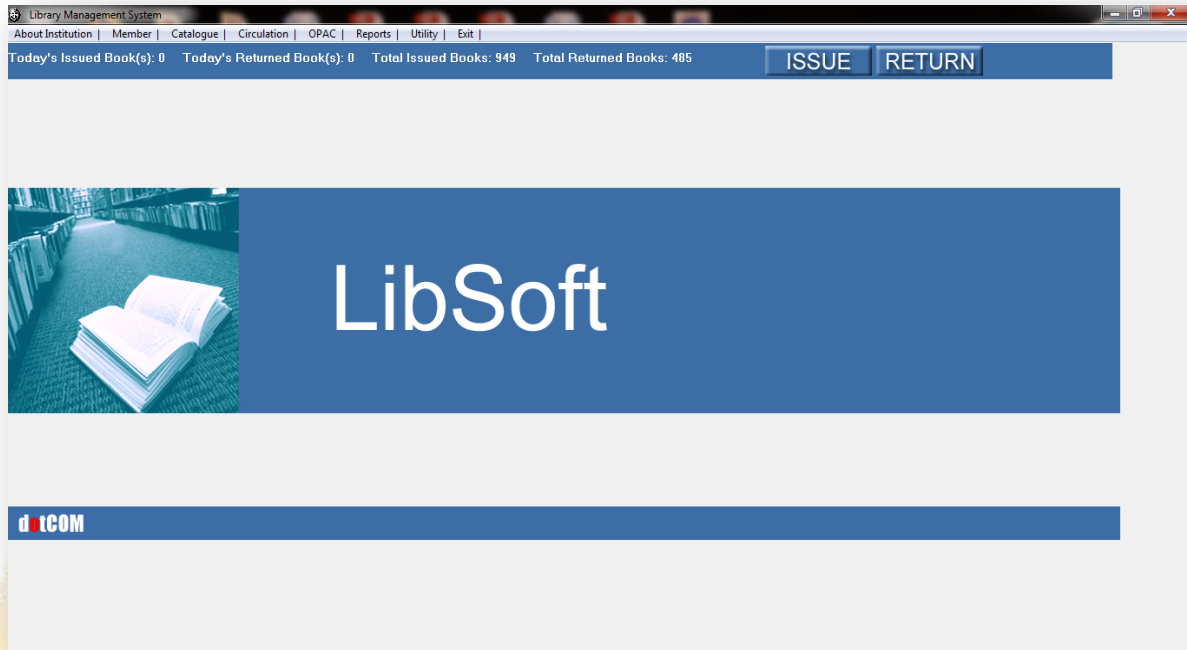 Library Management System
About Institution | Member | Catalogue | Circulation | OPAC | Reports | Utility | Exit |
Today's Issued Book(s): 0 Today's Returned Book(s): 0 Total Issued Books: 949 Total Returned Books: 485 ISSUE RETURN
LibSoft
dotCOM